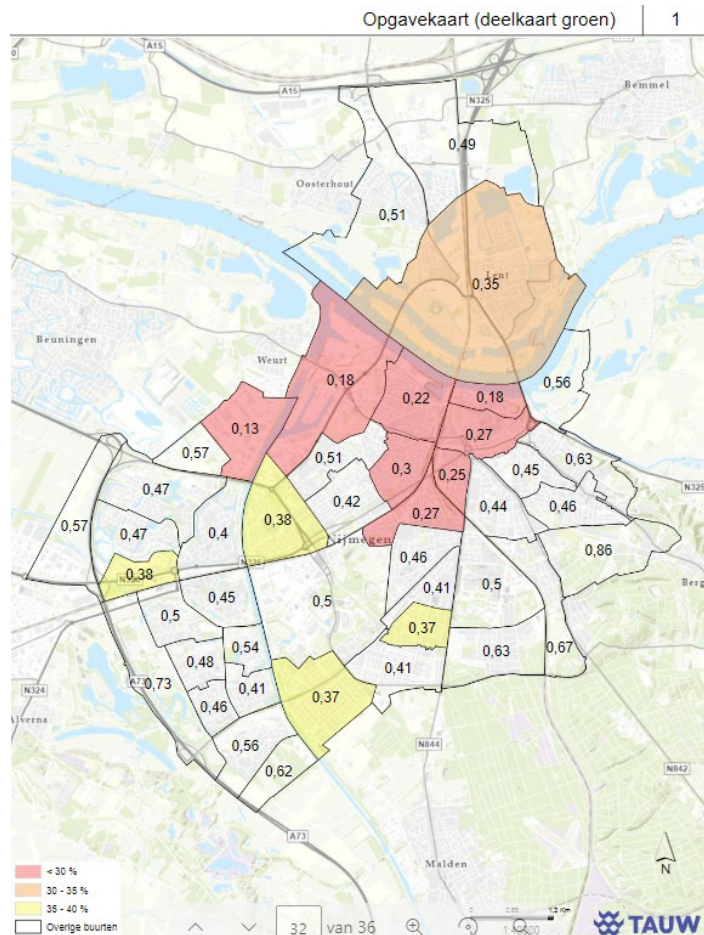 Opgavekaart (deelkaart groen) 1
A15
A15
N325
Bemmel
0,49
Oosterhout
0,51
Lent
0,35
Beuningen
Weurt
0,18
0,22
0,18
0,56
0,13
0,27
0,57
0,51
0,3
0,25
0,45
0,63
N325
0,47
0,42
0,44
0,46
0,57
0,47
0,4
0,38
0,27
Nijmegen
0,46
0,86
0,38
N326
0,41
0,5
Berg
0,5
0,45
0,5
0,37
0,54
0,63
0,67
0,48
0,41
0,73
A73
0,41
0,37
N324
0,46
Alverna
0,56
N844
0,62
N842
A73
Malden
N
< 30 %
30 - 35 %
35 - 40 %
Overige buurten
32 van 36
TAUW